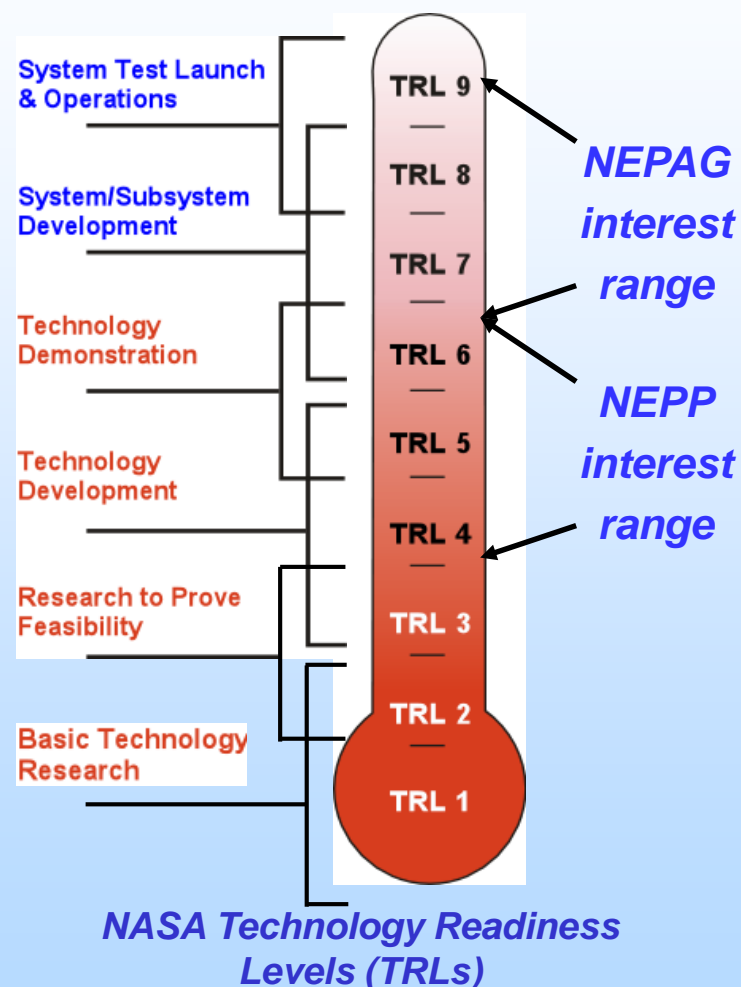 System Test Launch
& Operations
System/Subsystem
Development
Technology
Demonstration
Technology
Development
Research to Prove
Feasibility
Basic Technology
Research
TRL 9
TRL 8
TRL 7
TRL 6
TRL 5
TRL 4
TRL 3
TRL 2
TRL 1
NEPAG
interest
range
NEPP
interest
range
NASA Technology Readiness
Levels (TRLs)